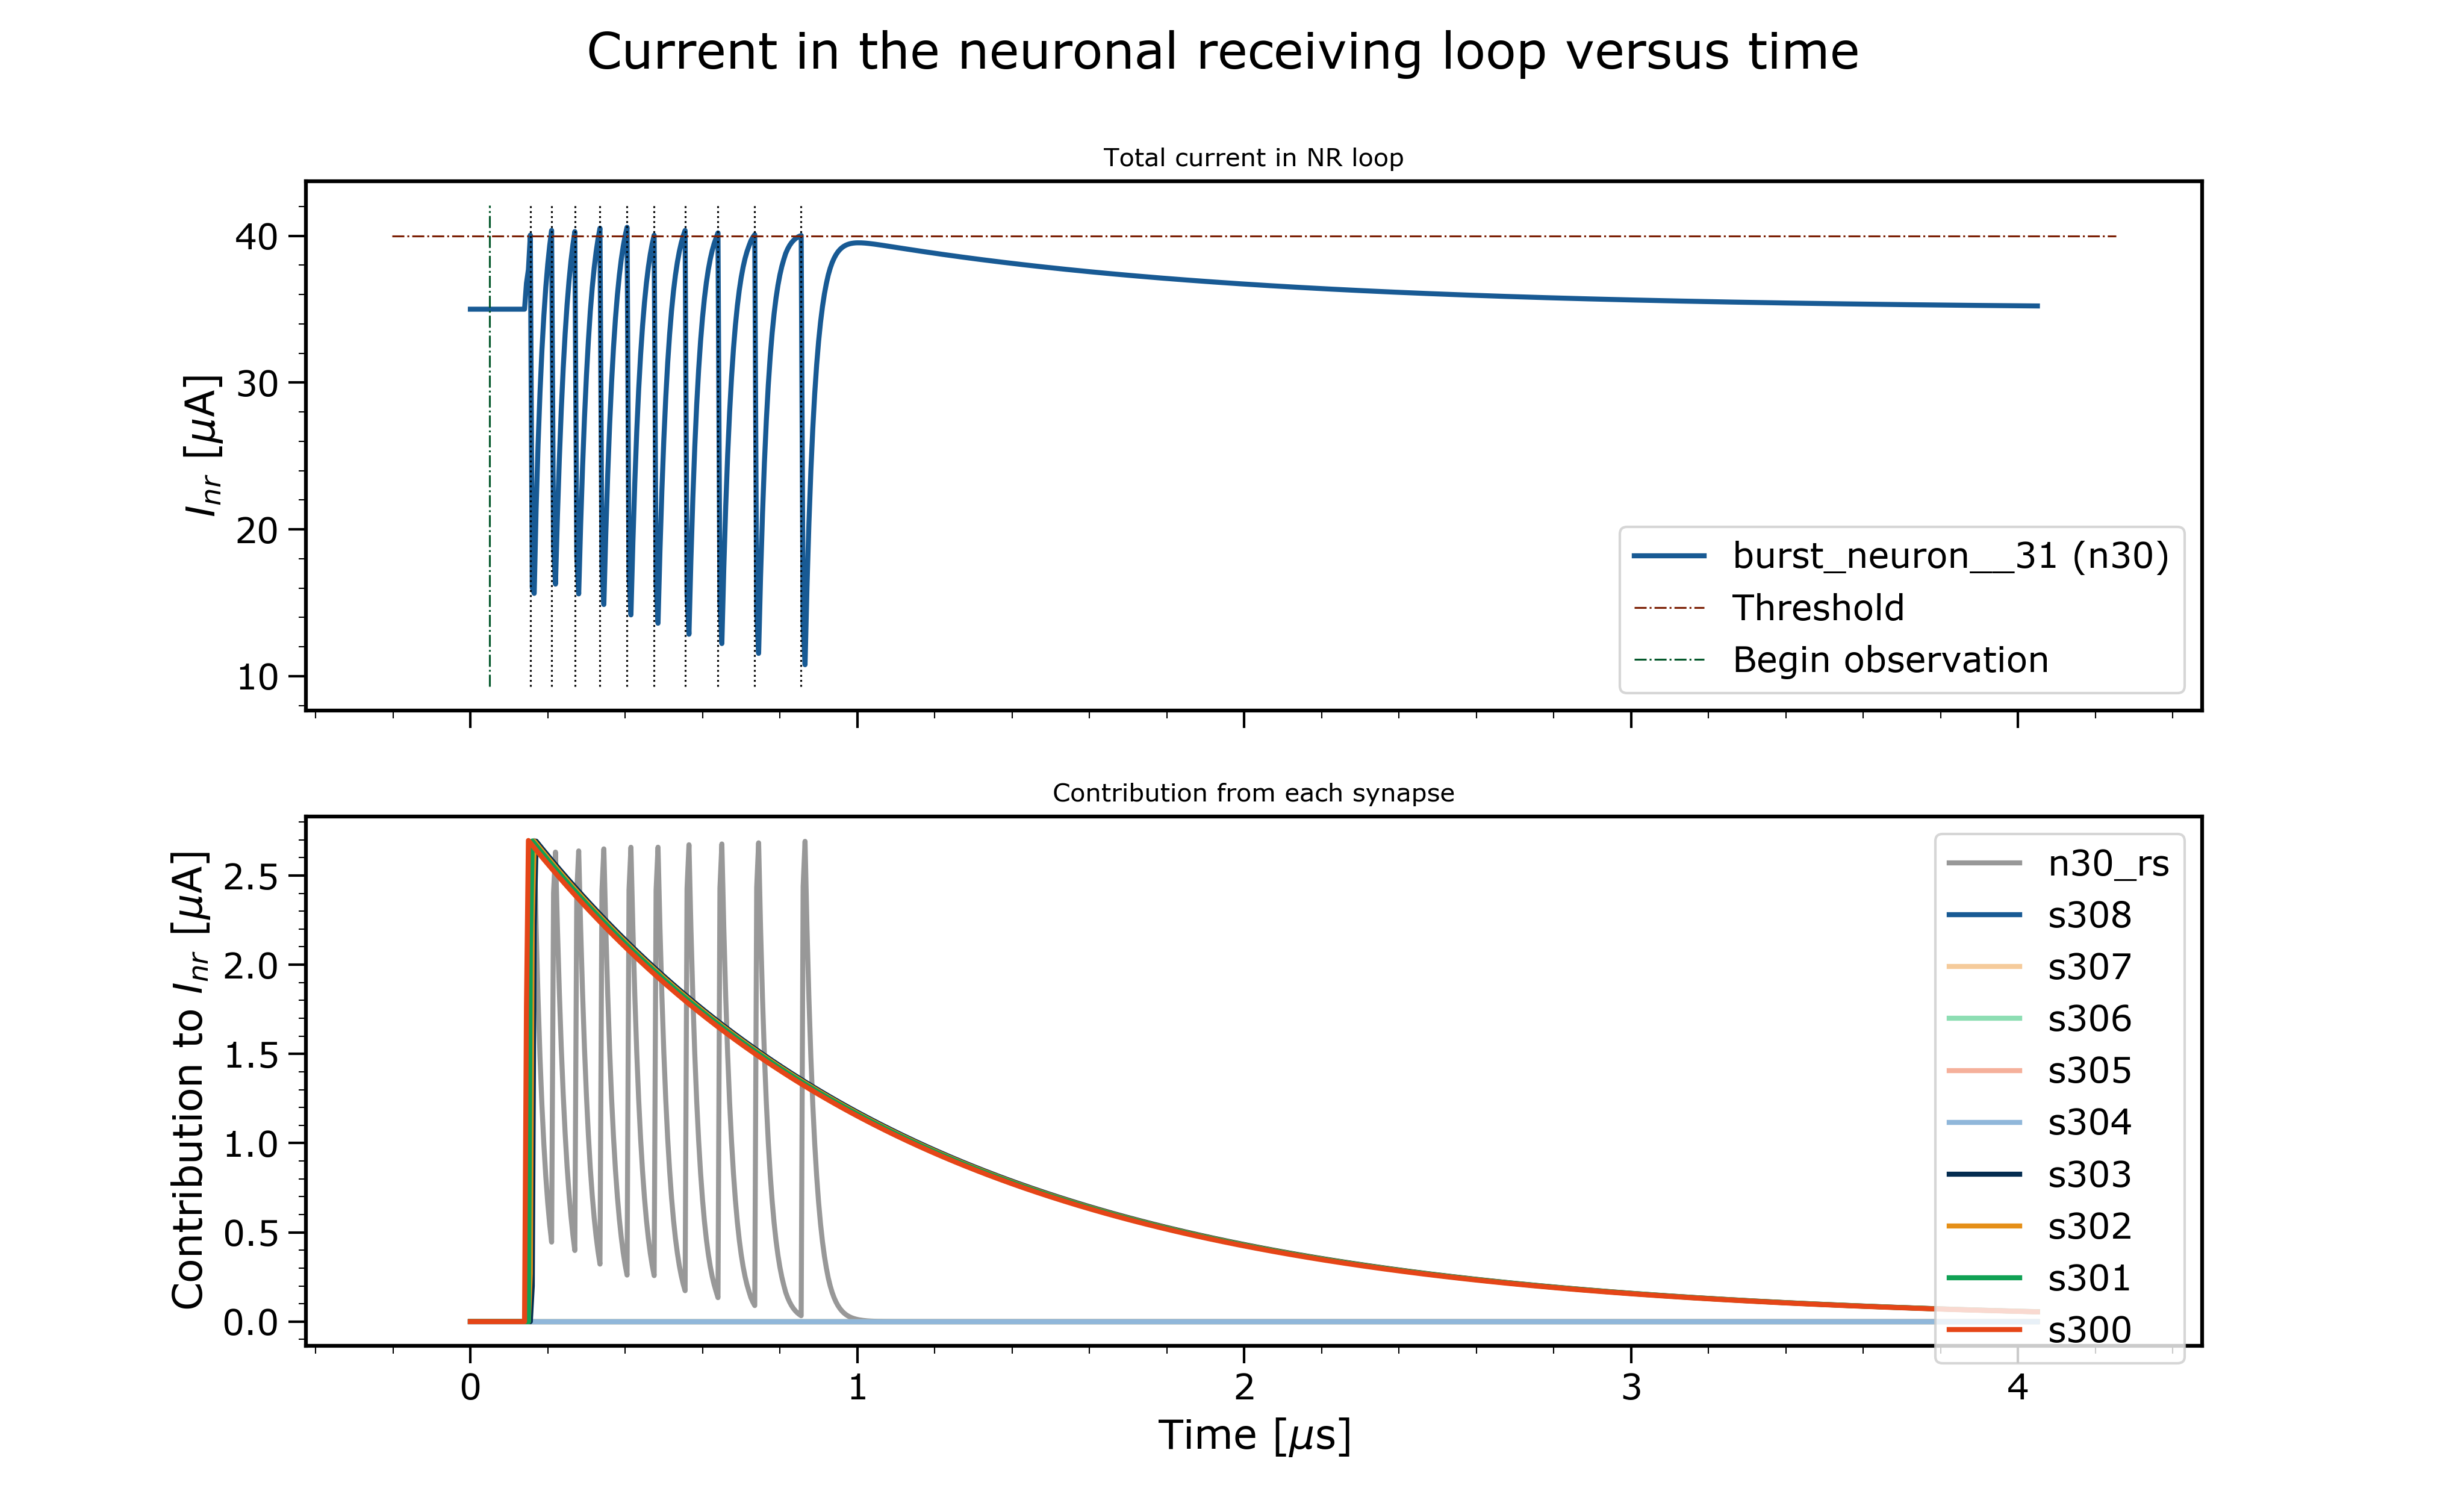 Current in the neuronal receiving loop versus time
Total current in NR loop
40
30
20
10
I_nr [μA]
burst_neuron__31 (n30)
Threshold
Begin observation
Contribution from each synapse
2.5
2.0
1.5
1.0
0.5
0.0
Contribution to I_nr [μA]
n30_rs
s308
s307
s306
s305
s304
s303
s302
s301
s300
0 1 2 3 4
Time [μs]